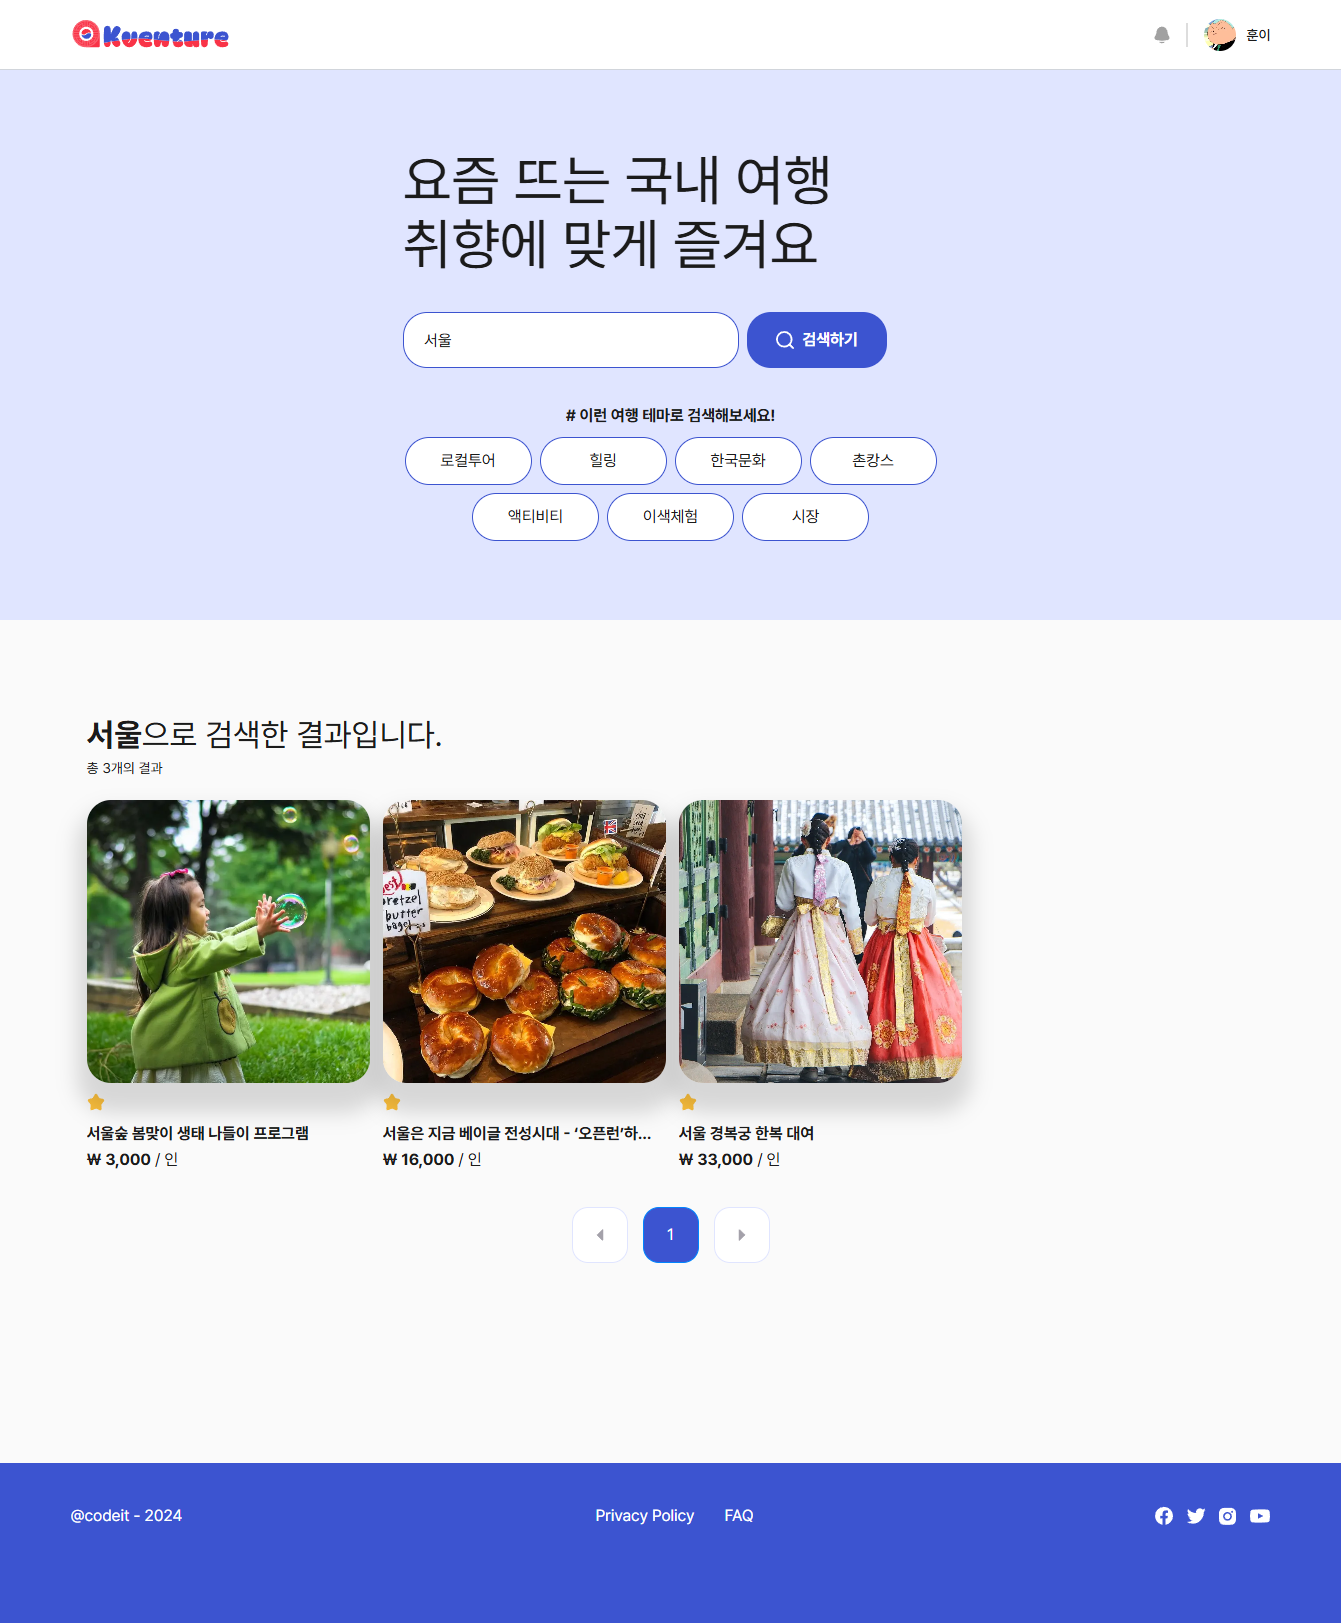 Kventure
훈이
요즘 뜨는 국내 여행
취향에 맞게 즐겨요
서울
검색하기
# 이런 여행 테마로 검색해보세요!
로컬투어 힐링 한국문화 촌캉스
액티비티 이색체험 시장
서울으로 검색한 결과입니다.
총 3개의 결과
pretzel
butter
bagel
서울숲 봄맞이 생태 나들이 프로그램
₩ 3,000 / 인
서울은 지금 베이글 전성시대 - ‘오픈런’하...
₩ 16,000 / 인
서울 경복궁 한복 대여
₩ 33,000 / 인
1
@codeit - 2024
Privacy Policy FAQ